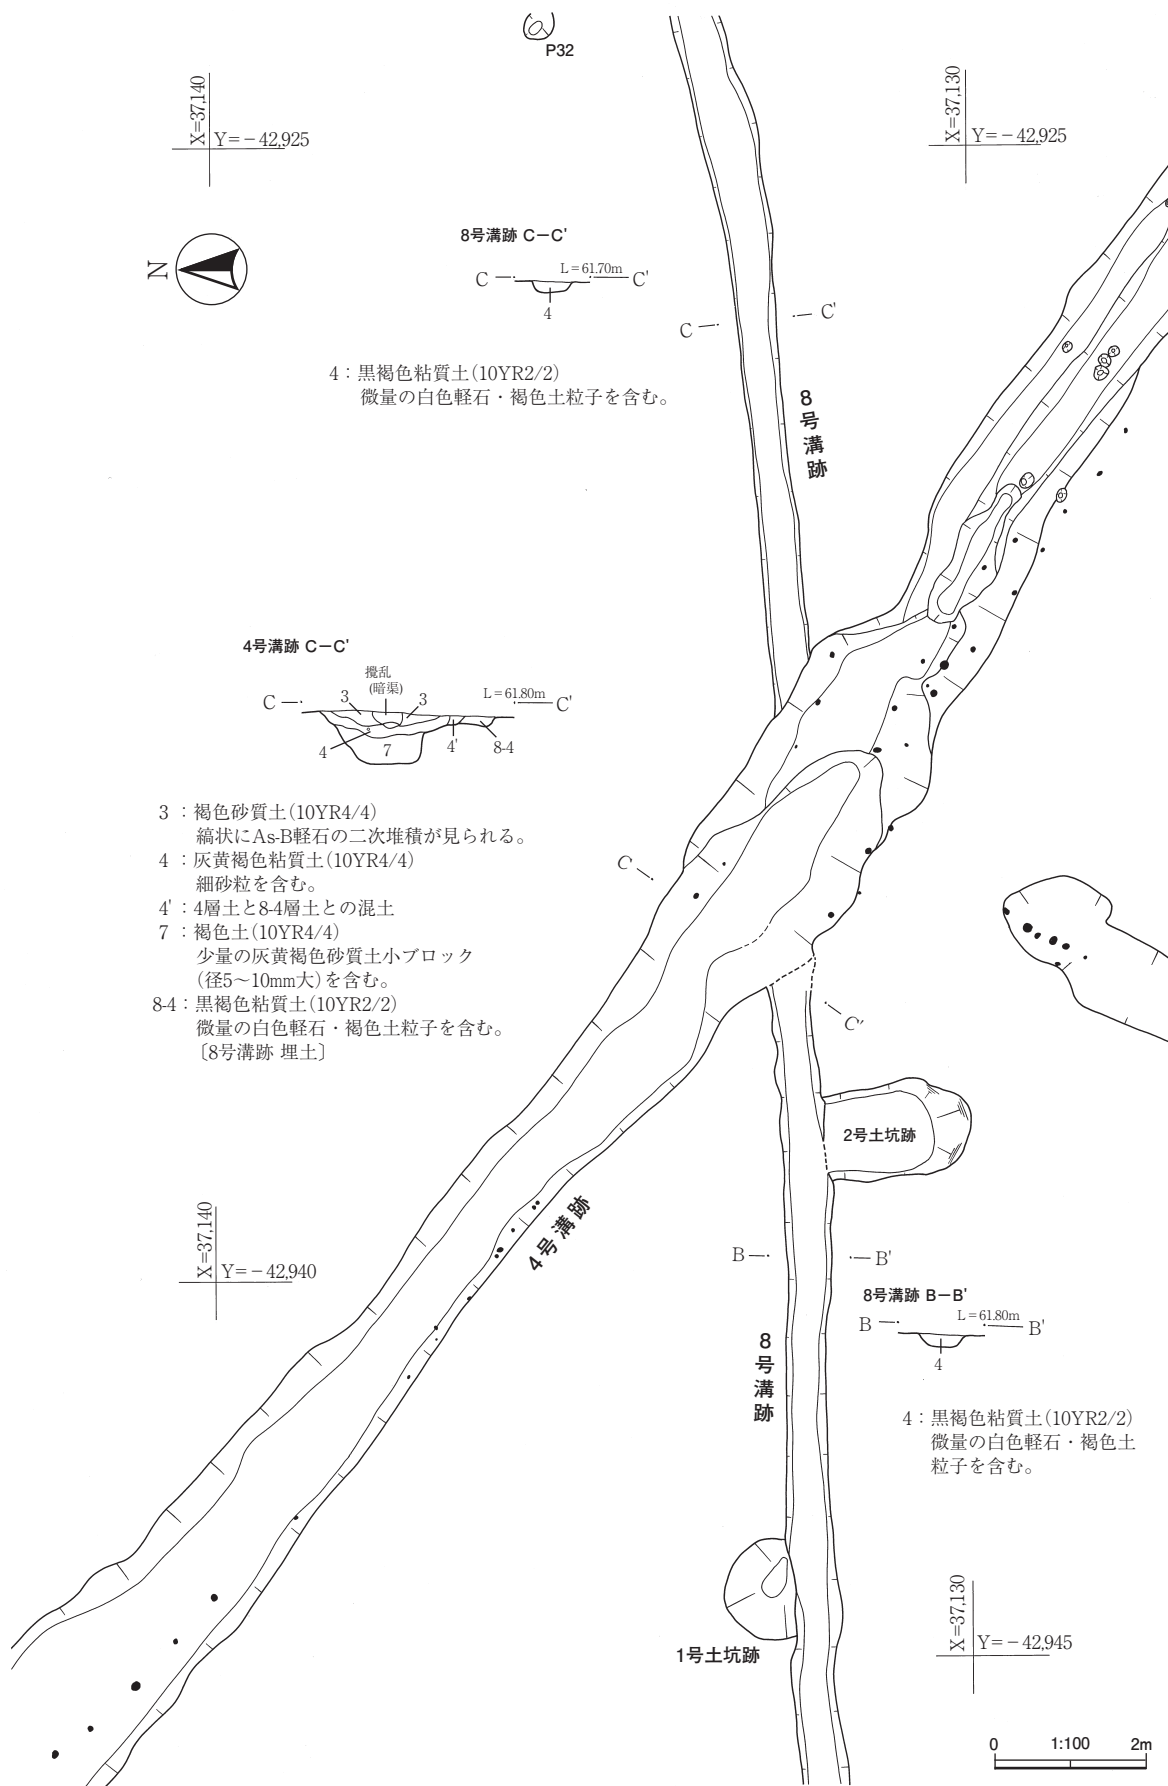 P32
X=37,140
Y=－42,925
X=37,130
Y=－42,925
N
8号溝跡 C－C'
C
L=61.70m
C'
4
C
C'
4：黒褐色粘質土(10YR2/2)
微量の白色軽石・褐色土粒子を含む。
8号溝跡
4号溝跡 C－C'
攪乱
(暗渠)
C
3
3
L=61.80m
C'
4
7
4'
8-4
3：褐色砂質土(10YR4/4)
縞状にAs-B軽石の二次堆積が見られる。
4：灰黄褐色粘質土(10YR4/4)
細砂粒を含む。
4'：4層土と8-4層土との混土
7：褐色土(10YR4/4)
少量の灰黄褐色砂質土小ブロック
(径5～10mm大)を含む。
8-4：黒褐色粘質土(10YR2/2)
微量の白色軽石・褐色土粒子を含む。
〔8号溝跡 埋土〕
C
C'
2号土坑跡
4号溝跡
X=37,140
Y=－42,940
B
B'
8号溝跡 B－B'
B
L=61.80m
B'
4
8号溝跡
4：黒褐色粘質土(10YR2/2)
微量の白色軽石・褐色土
粒子を含む。
1号土坑跡
X=37,130
Y=－42,945
0
1:100
2m